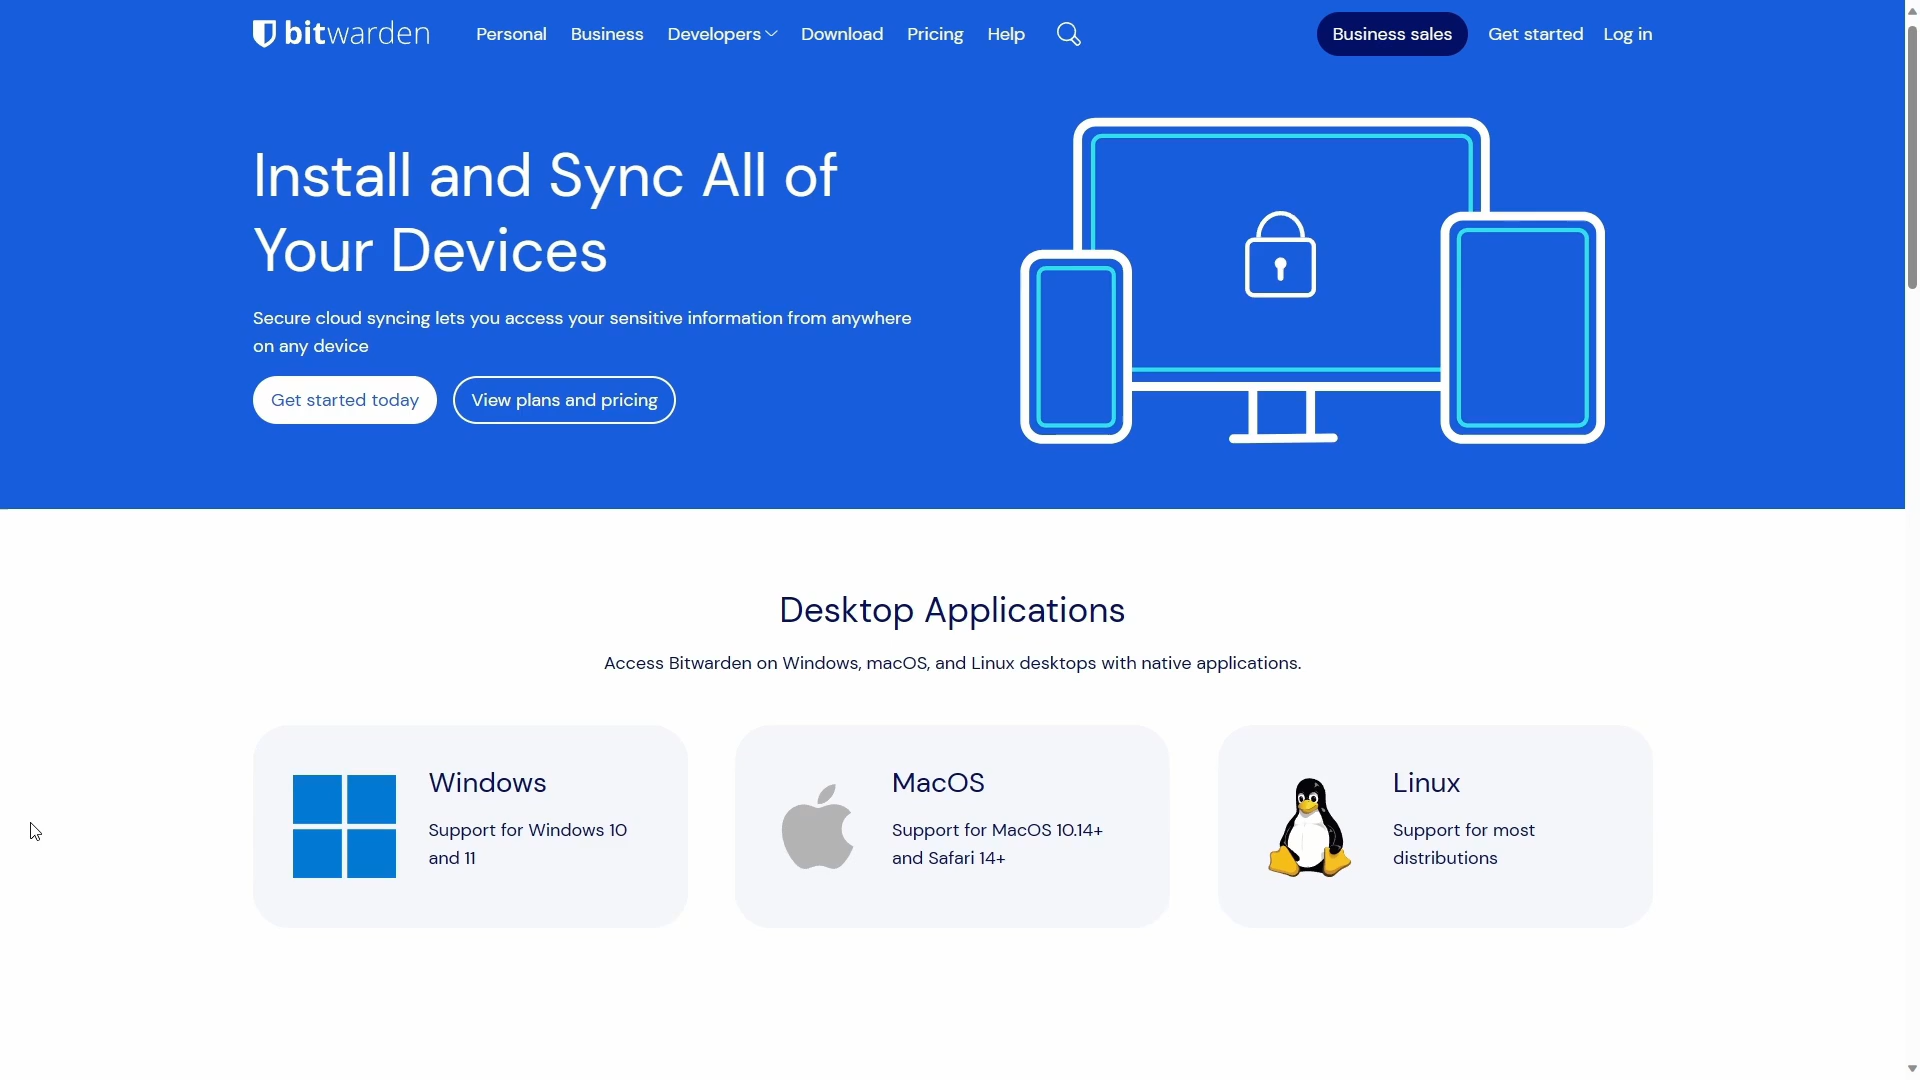 bitwarden
Personal
Business
Developers
Download
Pricing
Help
Business sales
Get started
Log in
Install and Sync All of
Your Devices
Secure cloud syncing lets you access your sensitive information from anywhere
on any device
Get started today
View plans and pricing
Desktop Applications
Access Bitwarden on Windows, macOS, and Linux desktops with native applications.
Windows
Support for Windows 10
and 11
MacOS
Support for MacOS 10.14+
and Safari 14+
Linux
Support for most
distributions